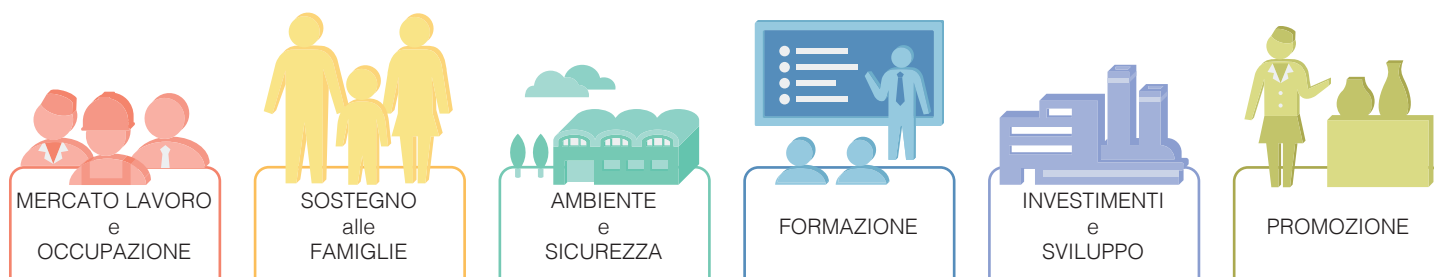 MERCATO LAVORO
e
OCCUPAZIONE
SOSTEGNO
alle
FAMIGLIE
AMBIENTE
e
SICUREZZA
FORMAZIONE
INVESTIMENTI
e
SVILUPPO
PROMOZIONE